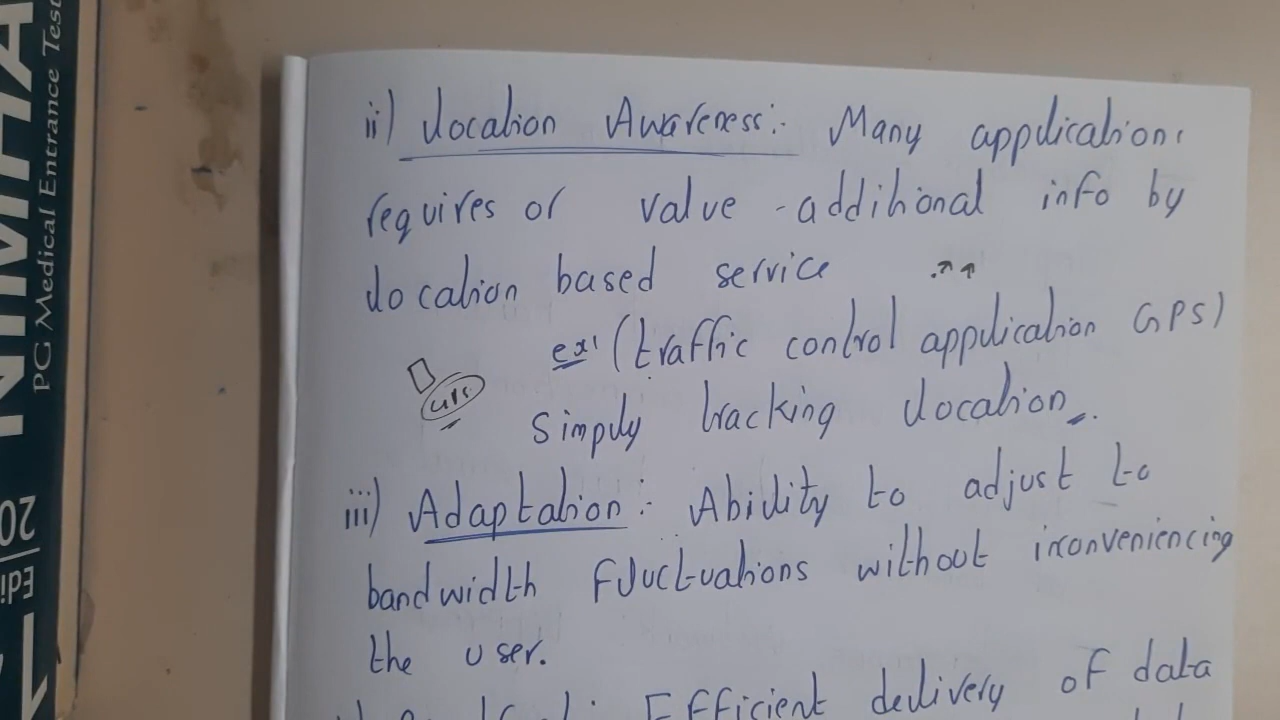 ii) Location Awareness:- Many applications
requires or value-additional info by
location based service
ex: (traffic control application GPS)
simply tracking location.
iii) Adaptation:- Ability to adjust to
bandwidth fluctuations without inconveniencing
the user.
Efficient delivery of data
PG Medical Entrance Test